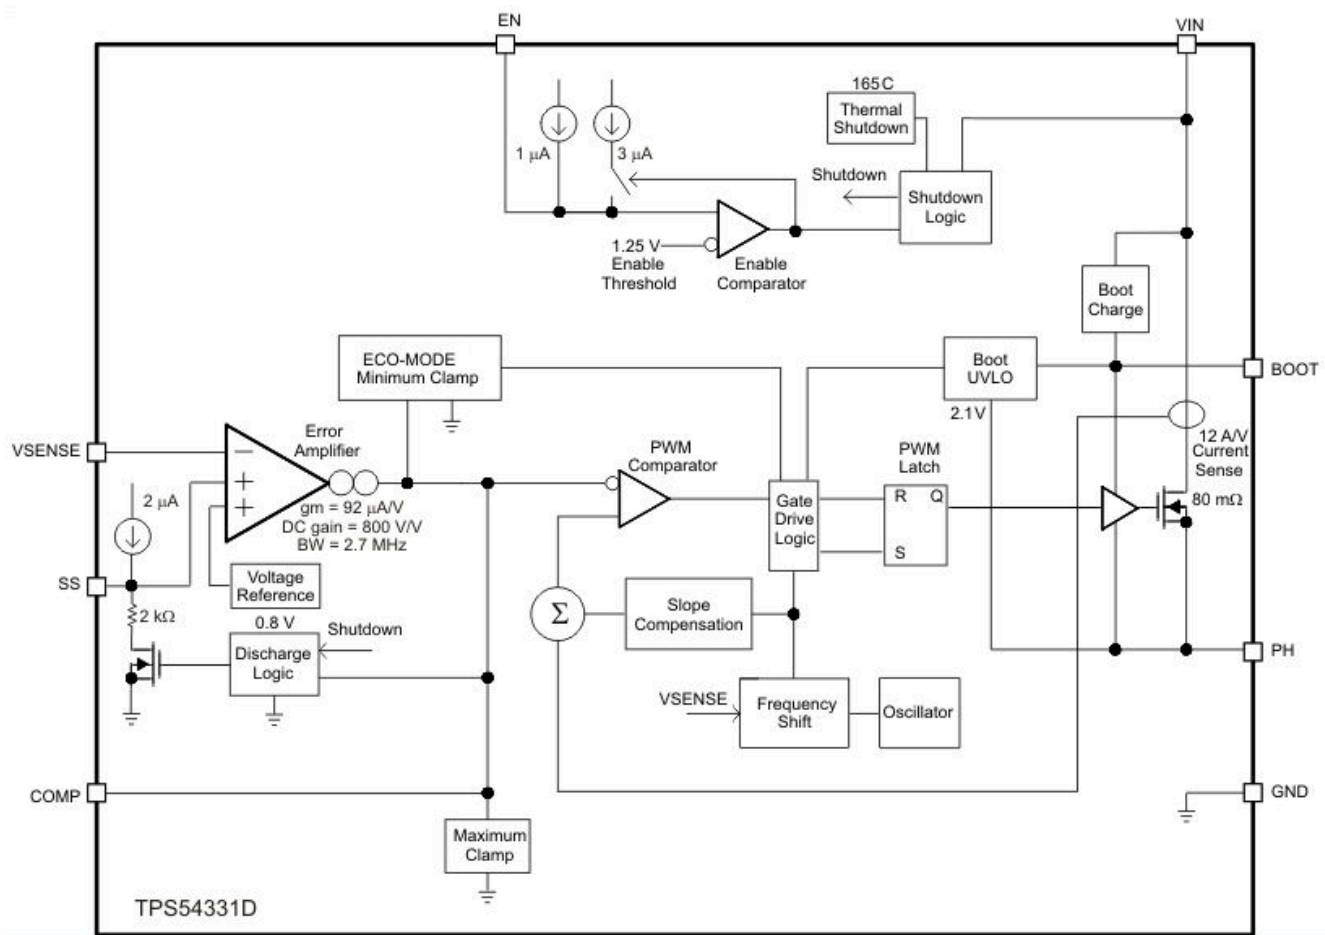 EN
VIN
165 C
Thermal
Shutdown
1 µA
3 µA
Shutdown
Shutdown
Logic
1.25 V
Enable
Threshold
Enable
Comparator
Boot
Charge
ECO-MODE
Minimum Clamp
Boot
UVLO
2.1V
BOOT
VSENSE
Error
Amplifier
PWM
Comparator
PWM
Latch
12 A/V
Current
Sense
2 µA
gm = 92 µA/V
DC gain = 800 V/V
BW = 2.7 MHz
Gate
Drive
Logic
R Q
S
80 mΩ
SS
Voltage
Reference
2 kΩ
0.8 V
Shutdown
Discharge
Logic
Σ
Slope
Compensation
PH
VSENSE
Frequency
Shift
Oscillator
COMP
GND
Maximum
Clamp
TPS54331D